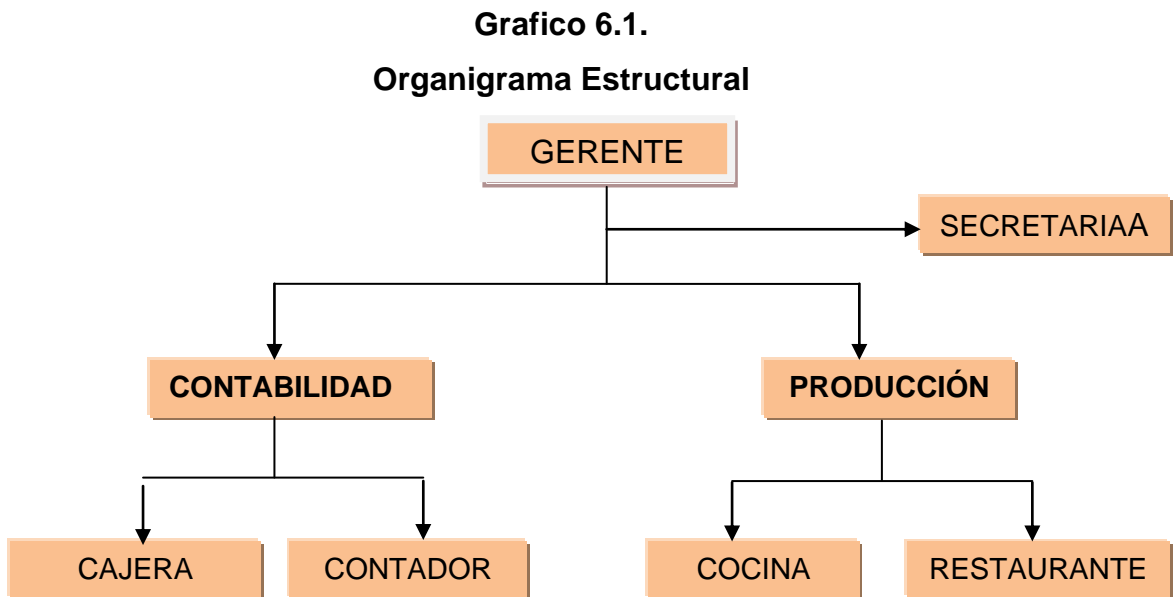 Grafico 6.1.
Organigrama Estructural
GERENTE
SECRETARIAA
CONTABILIDAD
PRODUCCIÓN
CAJERA
CONTADOR
COCINA
RESTAURANTE